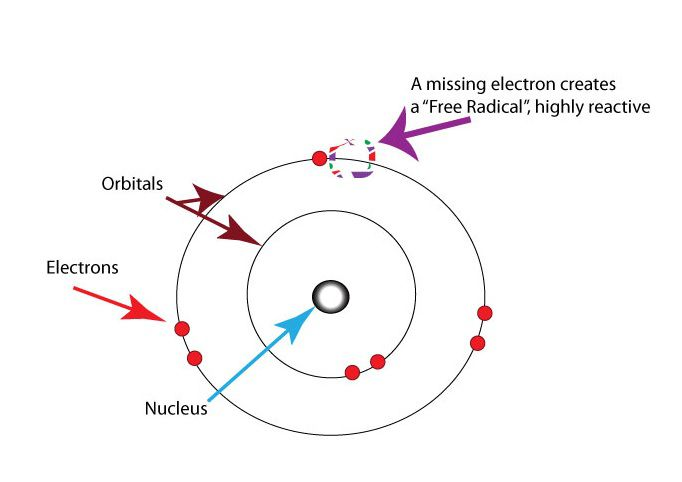 A missing electron creates
a “Free Radical”, highly reactive
Orbitals
Electrons
Nucleus